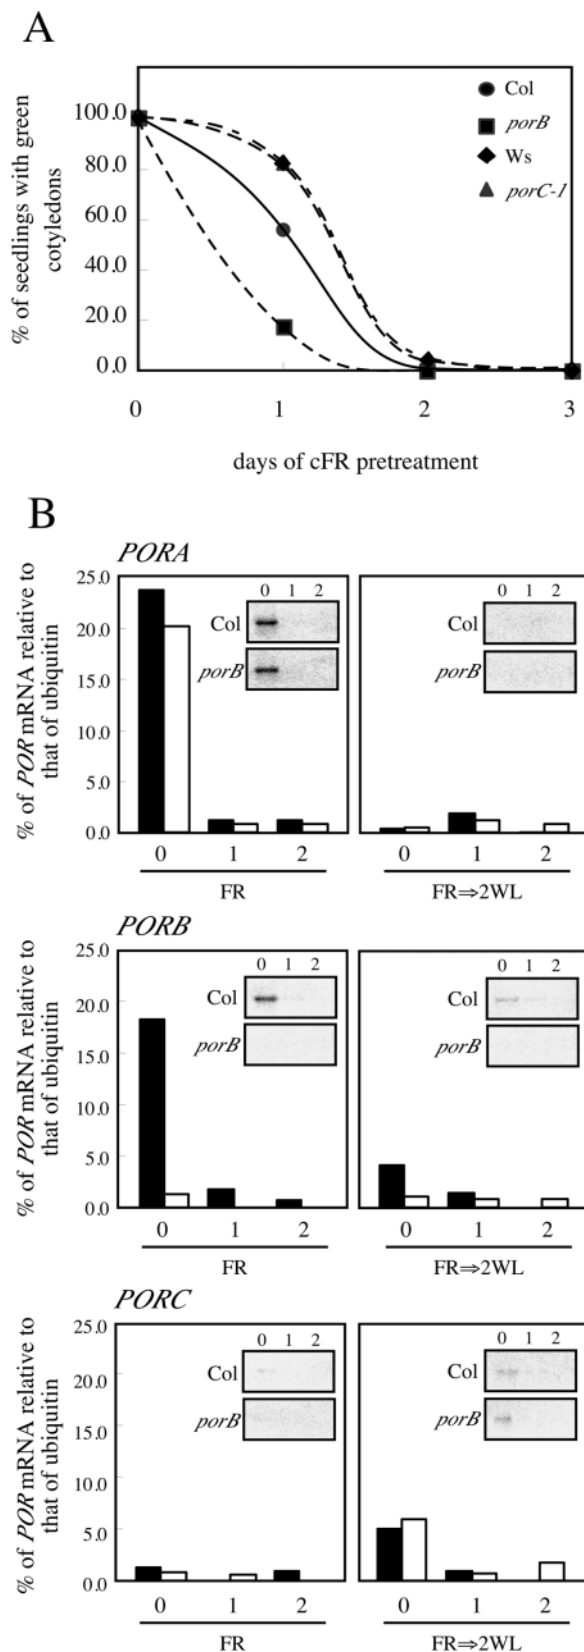 A
% of seedlings with green
cotyledons
100.0
80.0
60.0
40.0
20.0
0.0
Col
porB
Ws
porC-1
0 1 2 3
days of cFR pretreatment
B
PORA
% of POR mRNA relative to
that of ubiquitin
25.0
20.0
15.0
10.0
5.0
0.0
0 1 2
Col
porB
0 1 2
Col
porB
0 1 2
FR
0 1 2
FR⇒2WL
PORB
% of POR mRNA relative to
that of ubiquitin
25.0
20.0
15.0
10.0
5.0
0.0
0 1 2
Col
porB
0 1 2
Col
porB
0 1 2
FR
0 1 2
FR⇒2WL
PORC
% of POR mRNA relative to
that of ubiquitin
25.0
20.0
15.0
10.0
5.0
0.0
0 1 2
Col
porB
0 1 2
Col
porB
0 1 2
FR
0 1 2
FR⇒2WL